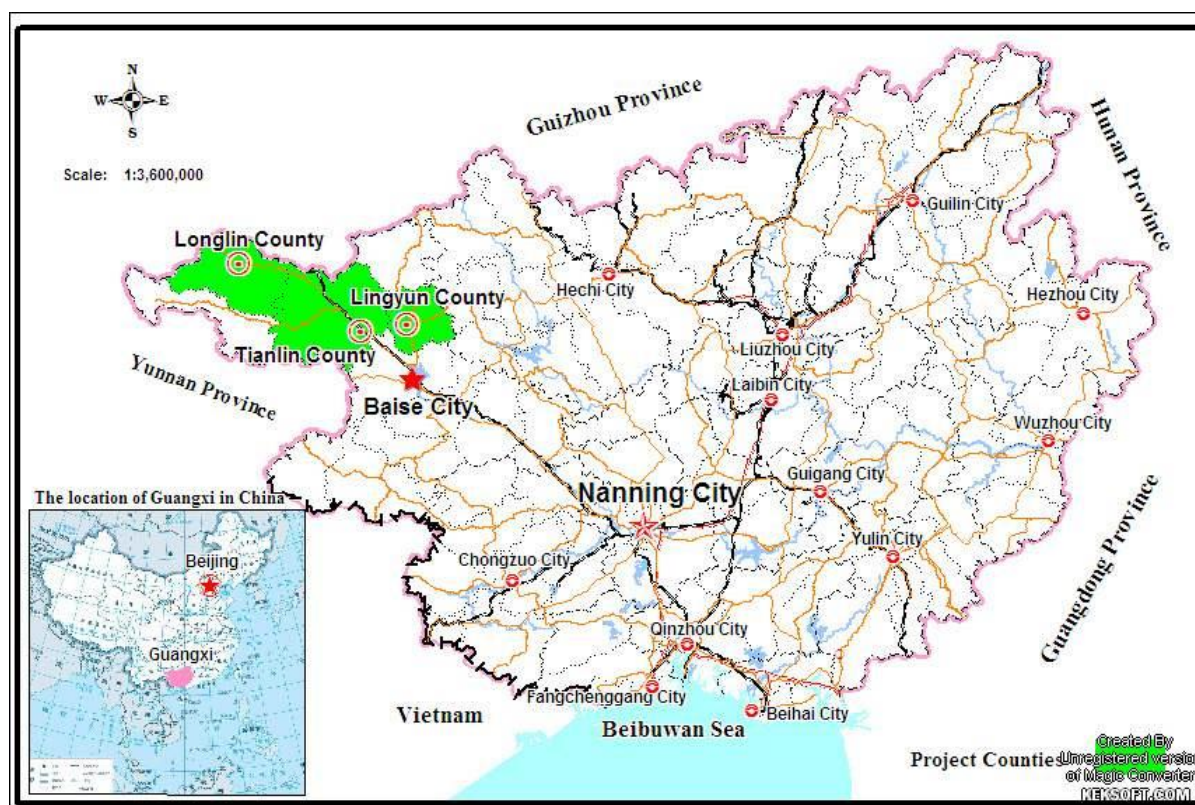 N
W E
S
Scale: 1:3,600,000
Guizhou Province
Hunan Province
Guilin City
Longlin County
Hechi City
Lingyun County
Hezhou City
Tianlin County
Liuzhou City
Yunnan Province
Laibin City
Baise City
Wuzhou City
Guigang City
Nanning City
The location of Guangxi in China
Yulin City
Chongzuo City
Beijing
Guangdong Province
Qinzhou City
Guangxi
Fangchenggang City
Vietnam
Beibuwan Sea
Beihai City
Project Counties
Created By
Unregistered version
of Magic Converter
KEKSOFT.COM